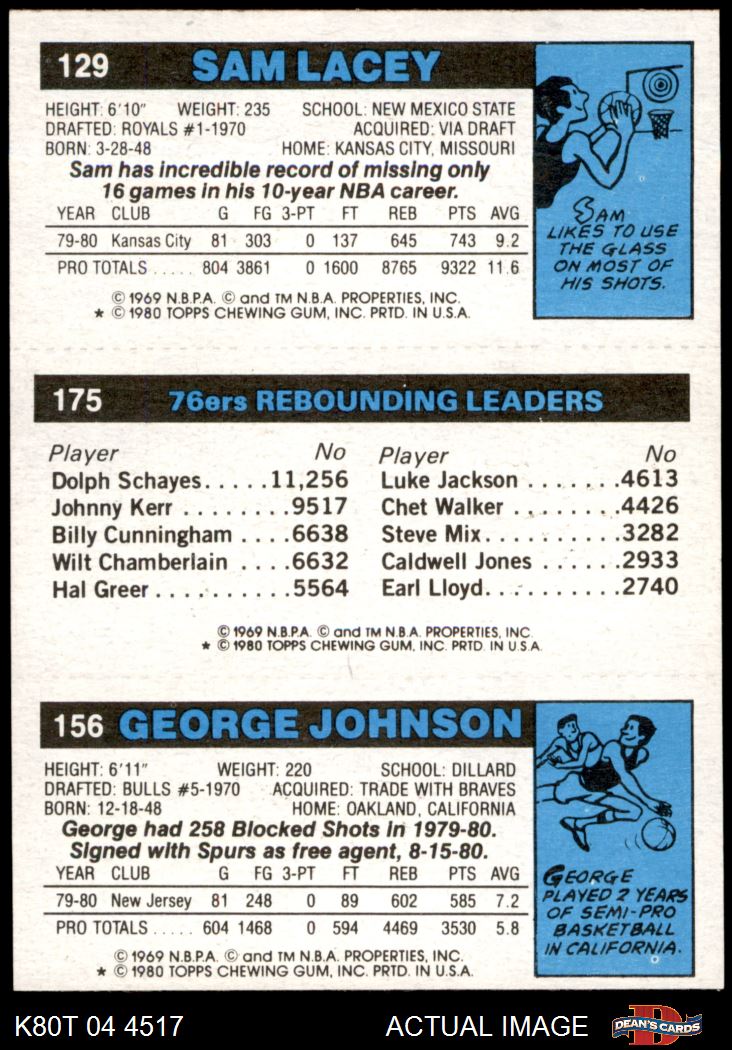 129 SAM LACEY
HEIGHT: 6'10" WEIGHT: 235 SCHOOL: NEW MEXICO STATE
DRAFTED: ROYALS #1-1970 ACQUIRED: VIA DRAFT
BORN: 3-28-48 HOME: KANSAS CITY, MISSOURI
Sam has incredible record of missing only
16 games in his 10-year NBA career.
YEAR CLUB G FG 3-PT FT REB PTS AVG
79-80 Kansas City 81 303 0 137 645 743 9.2
PRO TOTALS . . . . . 804 3861 0 1600 8765 9322 11.6
© 1969 N.B.P.A. © and TM N.B.A. PROPERTIES, INC.
* © 1980 TOPPS CHEWING GUM, INC. PRTD. IN U.S.A.
SAM
LIKES TO USE
THE GLASS
ON MOST OF
HIS SHOTS.
175 76ers REBOUNDING LEADERS
Player No Player No
Dolph Schayes. . . . .11,256 Luke Jackson . . . . . . .4613
Johnny Kerr . . . . . . . .9517 Chet Walker . . . . . . . .4426
Billy Cunningham . . . .6638 Steve Mix. . . . . . . . . .3282
Wilt Chamberlain . . . .6632 Caldwell Jones . . . . . .2933
Hal Greer . . . . . . . . . .5564 Earl Lloyd. . . . . . . . . .2740
© 1969 N.B.P.A. © and TM N.B.A. PROPERTIES, INC.
* © 1980 TOPPS CHEWING GUM, INC. PRTD. IN U.S.A.
156 GEORGE JOHNSON
HEIGHT: 6'11" WEIGHT: 220 SCHOOL: DILLARD
DRAFTED: BULLS #5-1970 ACQUIRED: TRADE WITH BRAVES
BORN: 12-18-48 HOME: OAKLAND, CALIFORNIA
George had 258 Blocked Shots in 1979-80.
Signed with Spurs as free agent, 8-15-80.
YEAR CLUB G FG 3-PT FT REB PTS AVG
79-80 New Jersey 81 248 0 89 602 585 7.2
PRO TOTALS . . . . 604 1468 0 594 4469 3530 5.8
© 1969 N.B.P.A. © and TM N.B.A. PROPERTIES, INC.
* © 1980 TOPPS CHEWING GUM, INC. PRTD. IN U.S.A.
GEORGE
PLAYED 2 YEARS
OF SEMI-PRO
BASKETBALL
IN CALIFORNIA.
K80T 04 4517 ACTUAL IMAGE D DEAN'S CARDS